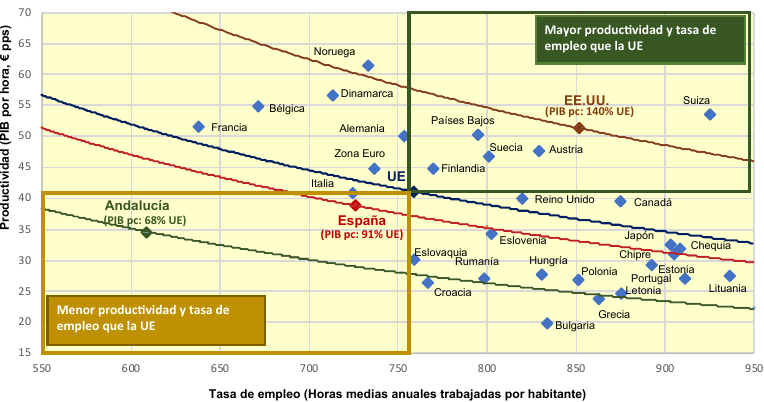 Productividad (PIB por hora, € pps)
70
65
60
55
50
45
40
35
30
25
20
15
Mayor productividad y tasa de
empleo que la UE
Noruega
Dinamarca
Bélgica
Francia
Alemania
Zona Euro
Italia
UE
Países Bajos
EE.UU.
(PIB pc: 140% UE)
Suiza
Suecia
Austria
Finlandia
Reino Unido
Canadá
Andalucía
(PIB pc: 68% UE)
España
(PIB pc: 91% UE)
Eslovaquia
Eslovenia
Japón
Chequia
Chipre
Rumanía
Hungría
Polonia
Estonia
Portugal
Letonia
Lituania
Croacia
Grecia
Bulgaria
Menor productividad y tasa de
empleo que la UE
550
600
650
700
750
800
850
900
950
Tasa de empleo (Horas medias anuales trabajadas por habitante)